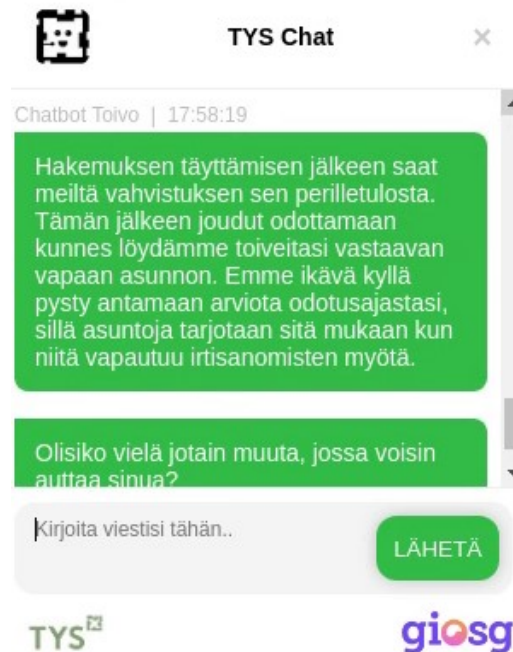 TYS Chat
×
Chatbot Toivo | 17:58:19
Hakemuksen täyttämisen jälkeen saat
meiltä vahvistuksen sen perilletulosta.
Tämän jälkeen joudut odottamaan
kunnes löydämme toiveitasi vastaavan
vapaan asunnon. Emme ikävä kyllä
pysty antamaan arviota odotusajastasi,
sillä asuntoja tarjotaan sitä mukaan kun
niitä vapautuu irtisanomisten myötä.
Olisiko vielä jotain muuta, jossa voisin
auttaa sinua?
Kirjoita viestisi tähän..
LÄHETÄ
TYS
giosg